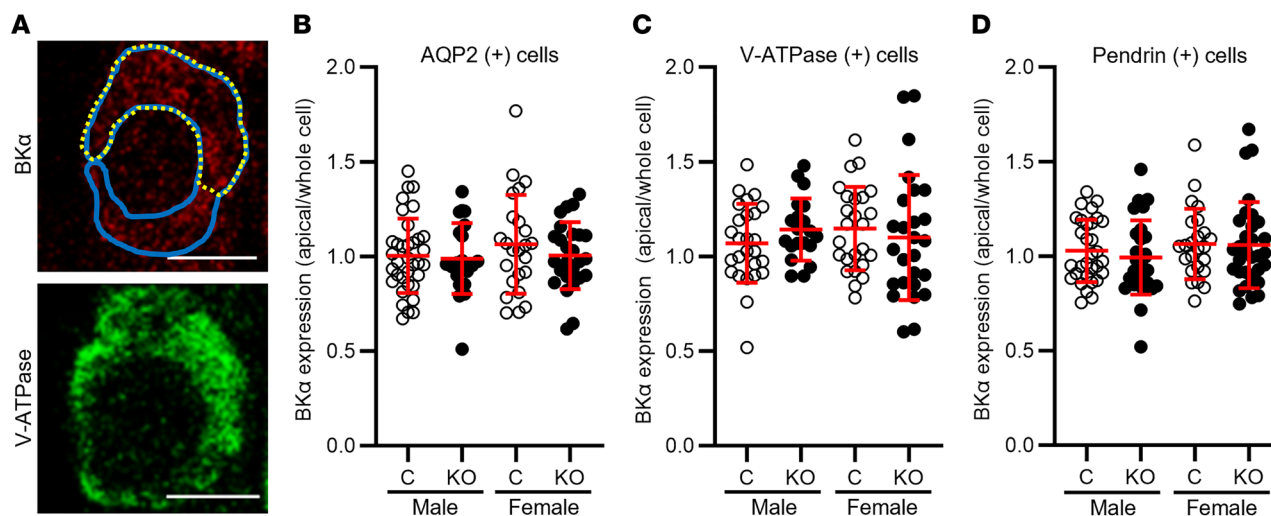 A
BKα
V-ATPase
B
AQP2 (+) cells
BKα expression (apical/whole cell)
2.0
1.5
1.0
0.5
0.0
C
KO
C
KO
Male
Female
C
V-ATPase (+) cells
BKα expression (apical/whole cell)
2.0
1.5
1.0
0.5
0.0
C
KO
C
KO
Male
Female
D
Pendrin (+) cells
BKα expression (apical/whole cell)
2.0
1.5
1.0
0.5
0.0
C
KO
C
KO
Male
Female